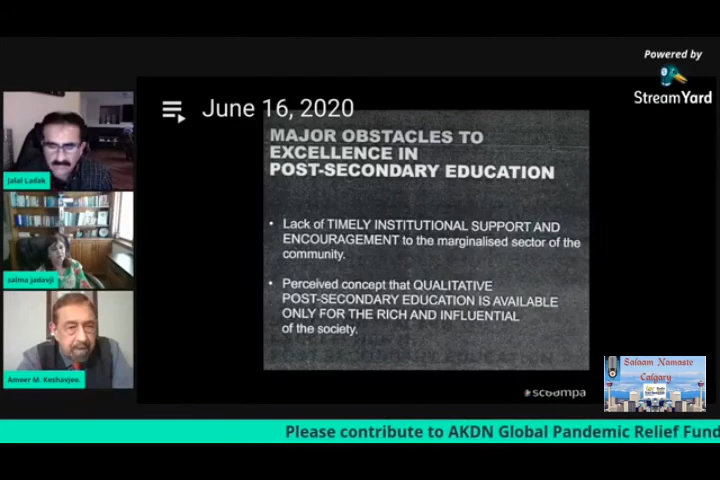 Powered by
StreamYard
June 16, 2020
MAJOR OBSTACLES TO
EXCELLENCE IN
POST-SECONDARY EDUCATION
• Lack of TIMELY INSTITUTIONAL SUPPORT AND
ENCOURAGEMENT to the marginalised sector of the
community.
• Perceived concept that QUALITATIVE
POST-SECONDARY EDUCATION IS AVAILABLE
ONLY FOR THE RICH AND INFLUENTIAL
of the society.
Jalal Ladak
salma jadavji
Ameer M. Keshavjee.
Salaam Namaste
Calgary
Please contribute to AKDN Global Pandemic Relief Fund